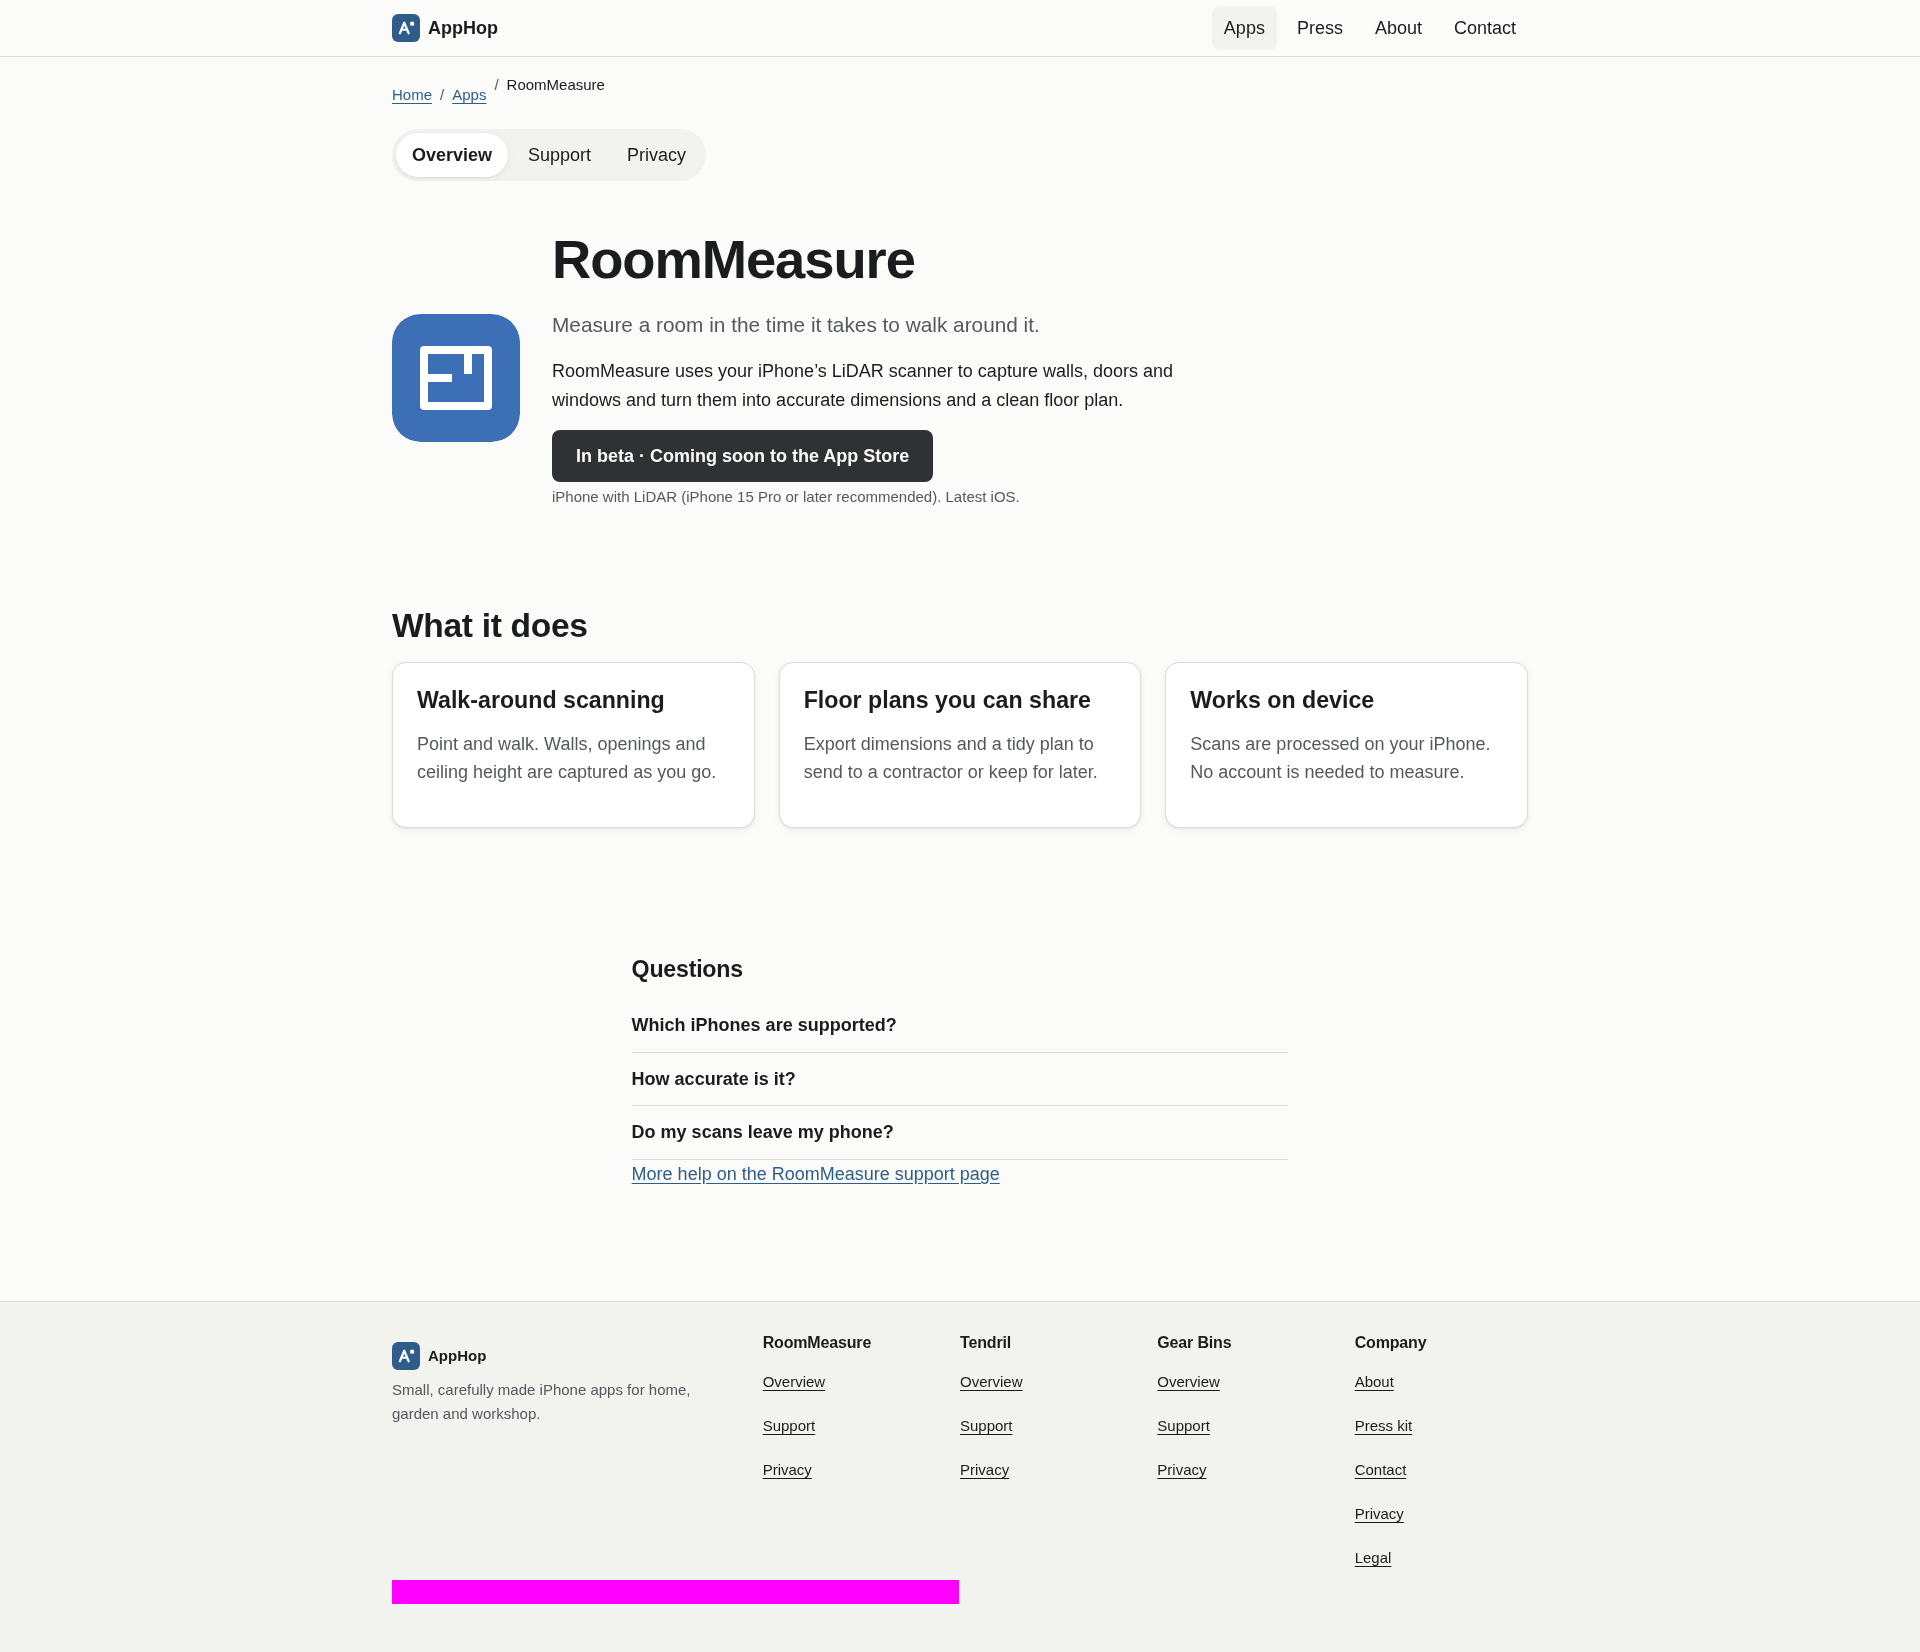 AppHop
Apps
Press
About
Contact
Home / Apps / RoomMeasure
Overview
Support
Privacy
RoomMeasure
Measure a room in the time it takes to walk around it.
RoomMeasure uses your iPhone’s LiDAR scanner to capture walls, doors and
windows and turn them into accurate dimensions and a clean floor plan.
In beta · Coming soon to the App Store
iPhone with LiDAR (iPhone 15 Pro or later recommended). Latest iOS.
What it does
Walk-around scanning
Point and walk. Walls, openings and
ceiling height are captured as you go.
Floor plans you can share
Export dimensions and a tidy plan to
send to a contractor or keep for later.
Works on device
Scans are processed on your iPhone.
No account is needed to measure.
Questions
Which iPhones are supported?
How accurate is it?
Do my scans leave my phone?
More help on the RoomMeasure support page
AppHop
Small, carefully made iPhone apps for home,
garden and workshop.
RoomMeasure
Overview
Support
Privacy
Tendril
Overview
Support
Privacy
Gear Bins
Overview
Support
Privacy
Company
About
Press kit
Contact
Privacy
Legal